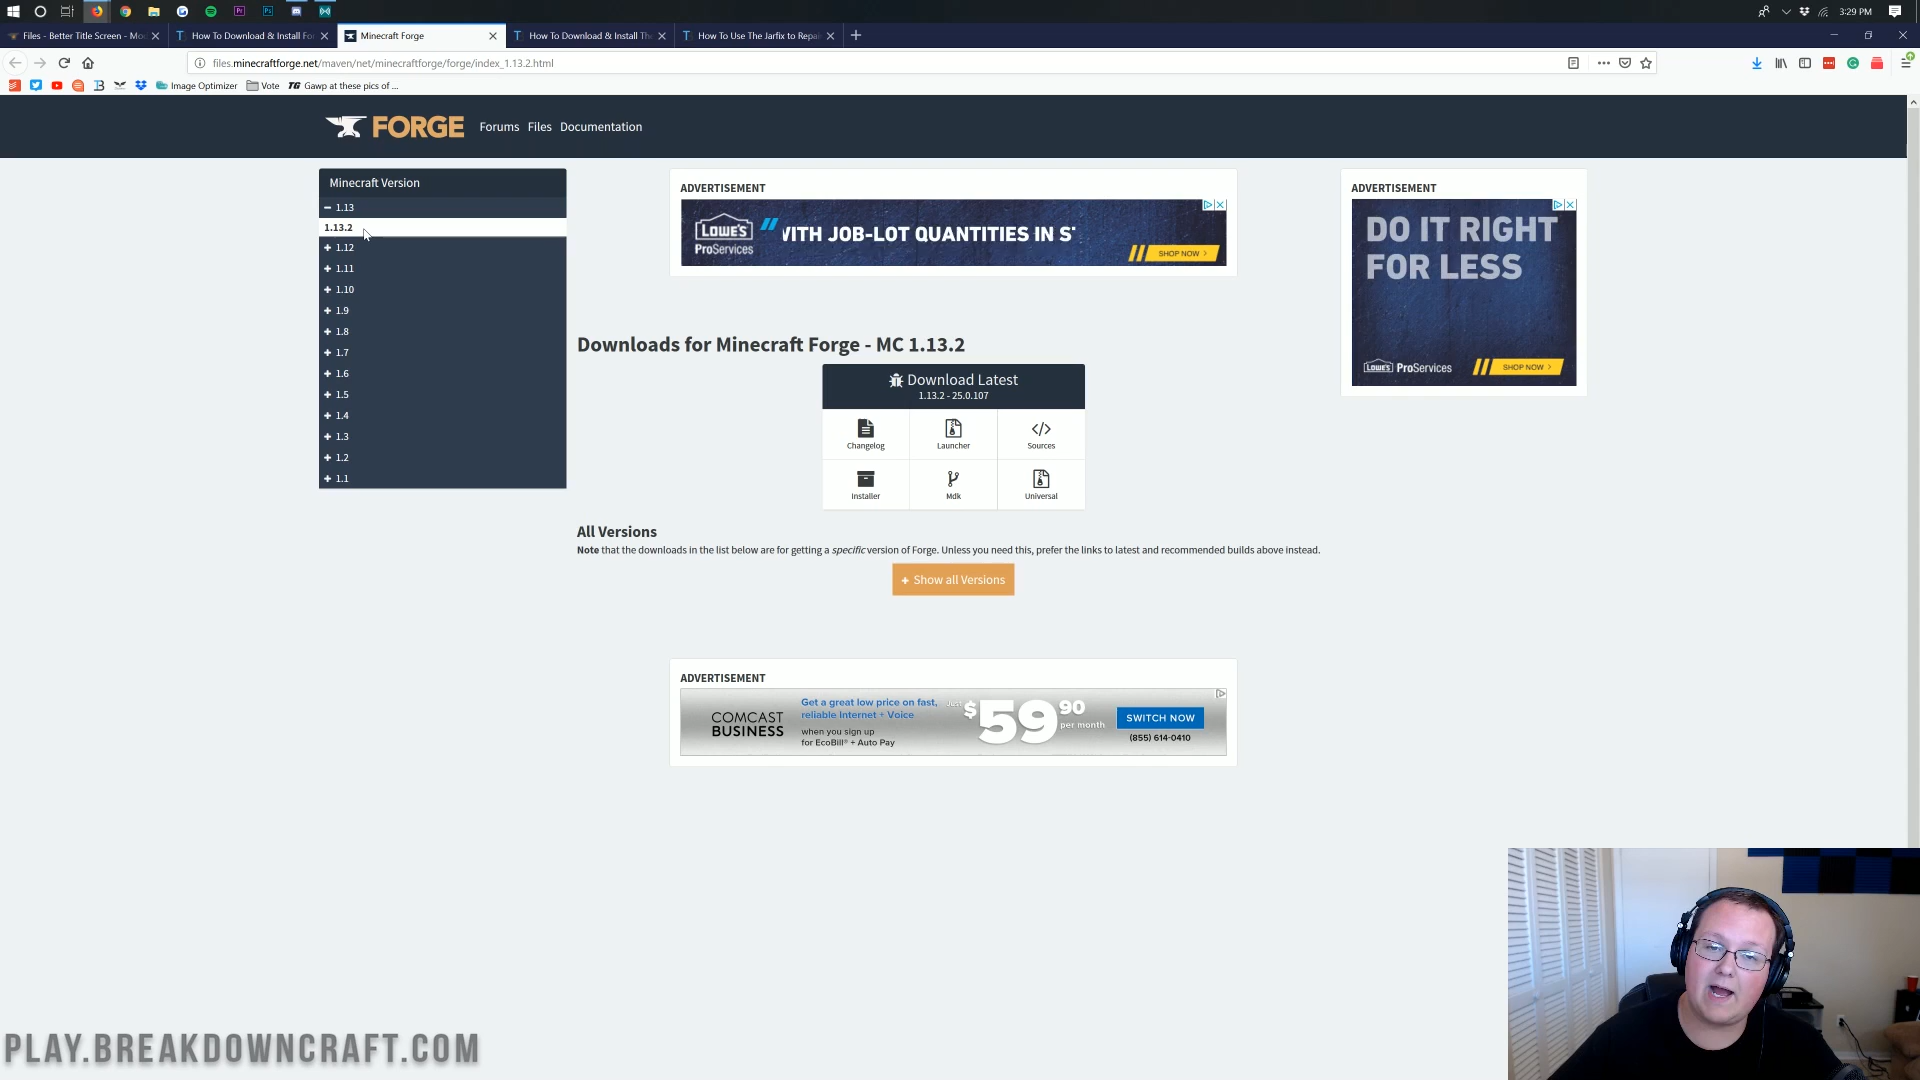 3:29 PM
Files - Better Title Screen - Mo
How To Download & Install Fo
Minecraft Forge
How To Download & Install Th
How To Use The Jarfix to Repai
files.minecraftforge.net/maven/net/minecraftforge/forge/index_1.13.2.html
Image Optimizer
Vote
TG Gawp at these pics of ...
FORGE
Forums Files Documentation
Minecraft Version
1.13
1.13.2
1.12
1.11
1.10
1.9
1.8
1.7
1.6
1.5
1.4
1.3
1.2
1.1
ADVERTISEMENT
LOWE'S
ProServices
WITH JOB-LOT QUANTITIES IN S
SHOP NOW
ADVERTISEMENT
DO IT RIGHT
FOR LESS
LOWE'S ProServices
SHOP NOW
Downloads for Minecraft Forge - MC 1.13.2
Download Latest
1.13.2 - 25.0.107
Changelog
Launcher
Sources
Installer
Mdk
Universal
All Versions
Note that the downloads in the list below are for getting a specific version of Forge. Unless you need this, prefer the links to latest and recommended builds above instead.
+ Show all Versions
ADVERTISEMENT
COMCAST
BUSINESS
Get a great low price on fast,
reliable Internet + Voice
when you sign up
for EcoBill® + Auto Pay
Just
$59 90
per month
SWITCH NOW
(855) 614-0410
PLAY.BREAKDOWNCRAFT.COM